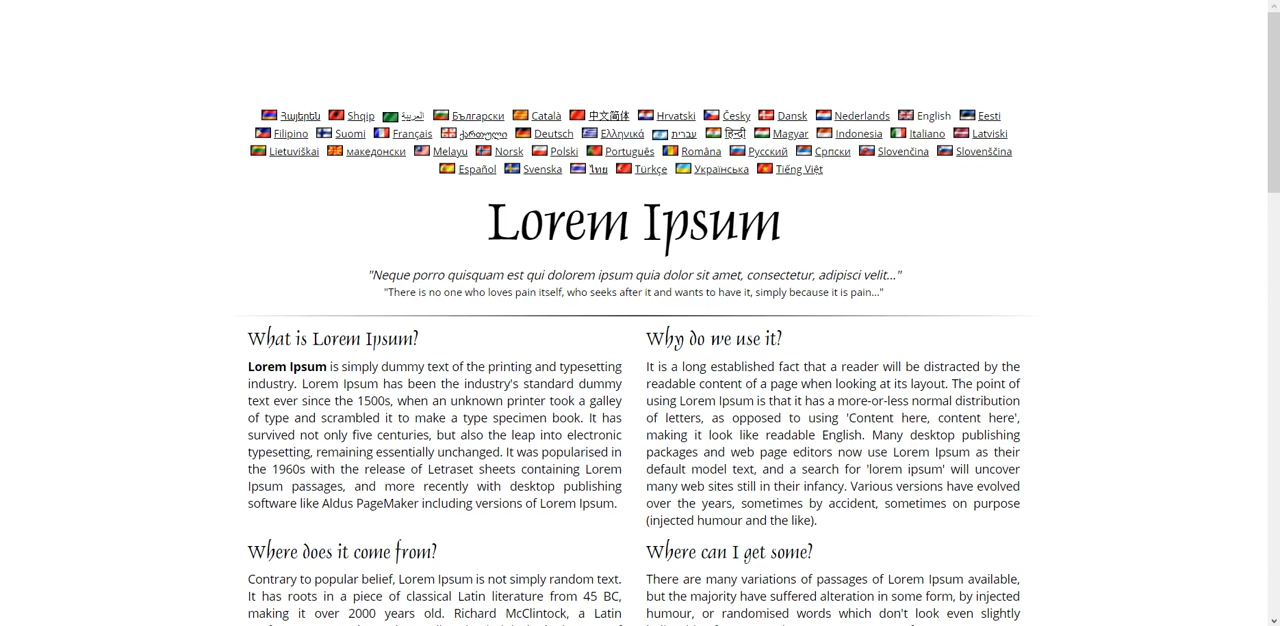 Հայերեն Shqip العربية Български Català 中文简体 Hrvatski Česky Dansk Nederlands English Eesti
Filipino Suomi Français ქართული Deutsch Ελληνικά עברית हिन्दी Magyar Indonesia Italiano Latviski
Lietuviškai македонски Melayu Norsk Polski Português Româna Pyccкий Српски Slovenčina Slovenščina
Español Svenska ไทย Türkçe Українська Tiếng Việt
Lorem Ipsum
"Neque porro quisquam est qui dolorem ipsum quia dolor sit amet, consectetur, adipisci velit..."
"There is no one who loves pain itself, who seeks after it and wants to have it, simply because it is pain..."
What is Lorem Ipsum?
Lorem Ipsum is simply dummy text of the printing and typesetting
industry. Lorem Ipsum has been the industry's standard dummy
text ever since the 1500s, when an unknown printer took a galley
of type and scrambled it to make a type specimen book. It has
survived not only five centuries, but also the leap into electronic
typesetting, remaining essentially unchanged. It was popularised in
the 1960s with the release of Letraset sheets containing Lorem
Ipsum passages, and more recently with desktop publishing
software like Aldus PageMaker including versions of Lorem Ipsum.
Why do we use it?
It is a long established fact that a reader will be distracted by the
readable content of a page when looking at its layout. The point of
using Lorem Ipsum is that it has a more-or-less normal distribution
of letters, as opposed to using 'Content here, content here',
making it look like readable English. Many desktop publishing
packages and web page editors now use Lorem Ipsum as their
default model text, and a search for 'lorem ipsum' will uncover
many web sites still in their infancy. Various versions have evolved
over the years, sometimes by accident, sometimes on purpose
(injected humour and the like).
Where does it come from?
Contrary to popular belief, Lorem Ipsum is not simply random text.
It has roots in a piece of classical Latin literature from 45 BC,
making it over 2000 years old. Richard McClintock, a Latin
Where can I get some?
There are many variations of passages of Lorem Ipsum available,
but the majority have suffered alteration in some form, by injected
humour, or randomised words which don't look even slightly